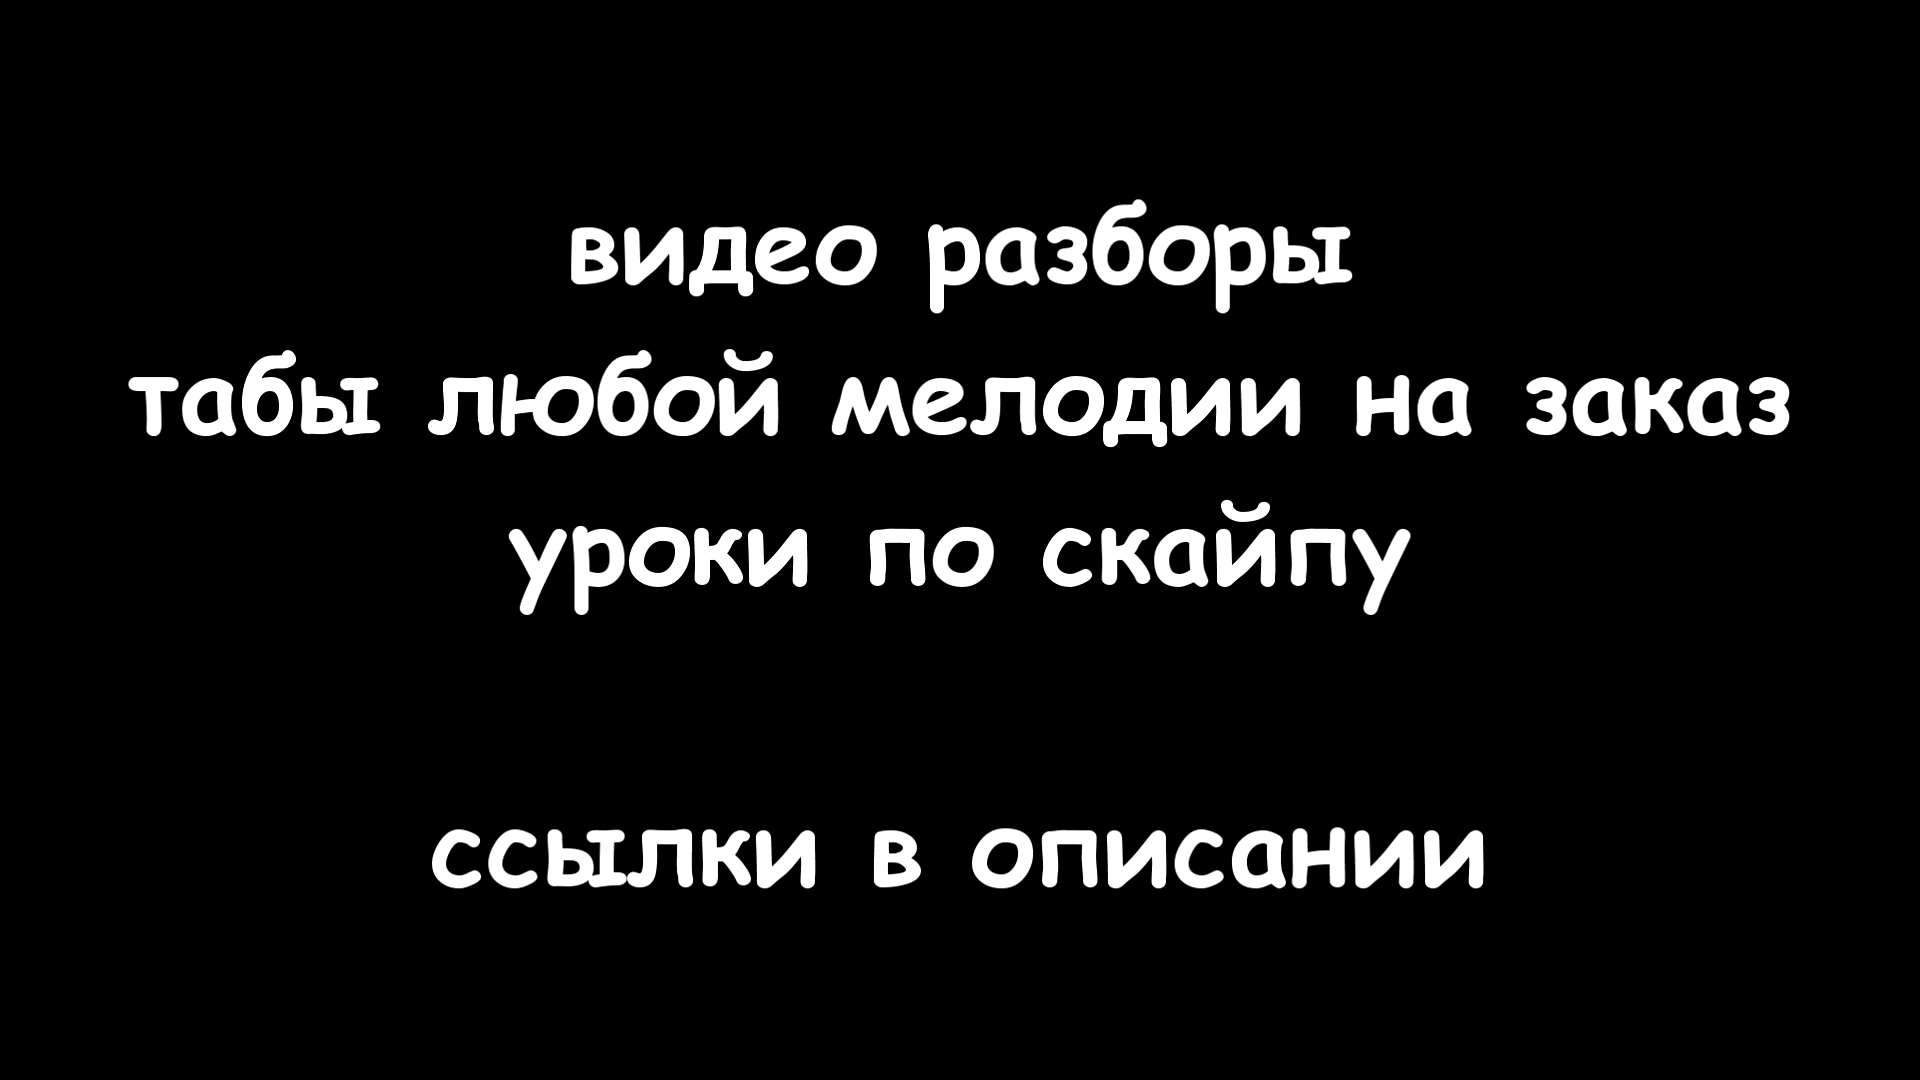 видео разборы
табы любой мелодии на заказ
уроки по скайпу
ссылки в описании